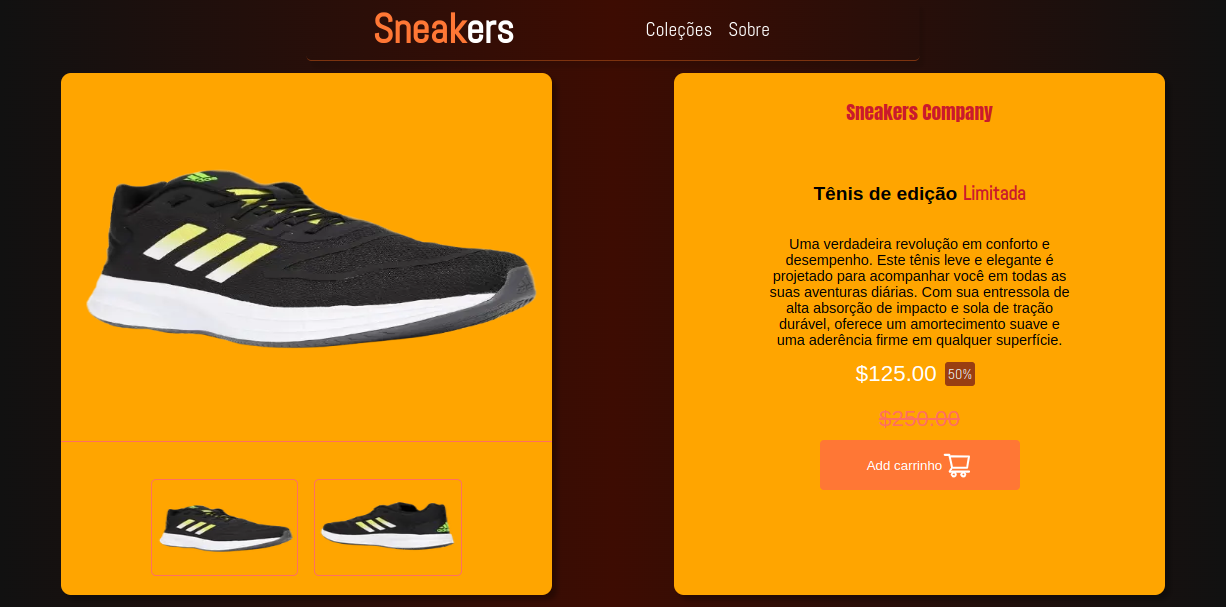 Sneakers
Coleções Sobre
Sneakers Company
Tênis de edição Limitada
Uma verdadeira revolução em conforto e
desempenho. Este tênis leve e elegante é
projetado para acompanhar você em todas as
suas aventuras diárias. Com sua entressola de
alta absorção de impacto e sola de tração
durável, oferece um amortecimento suave e
uma aderência firme em qualquer superfície.
$125.00 50%
$250.00
Add carrinho